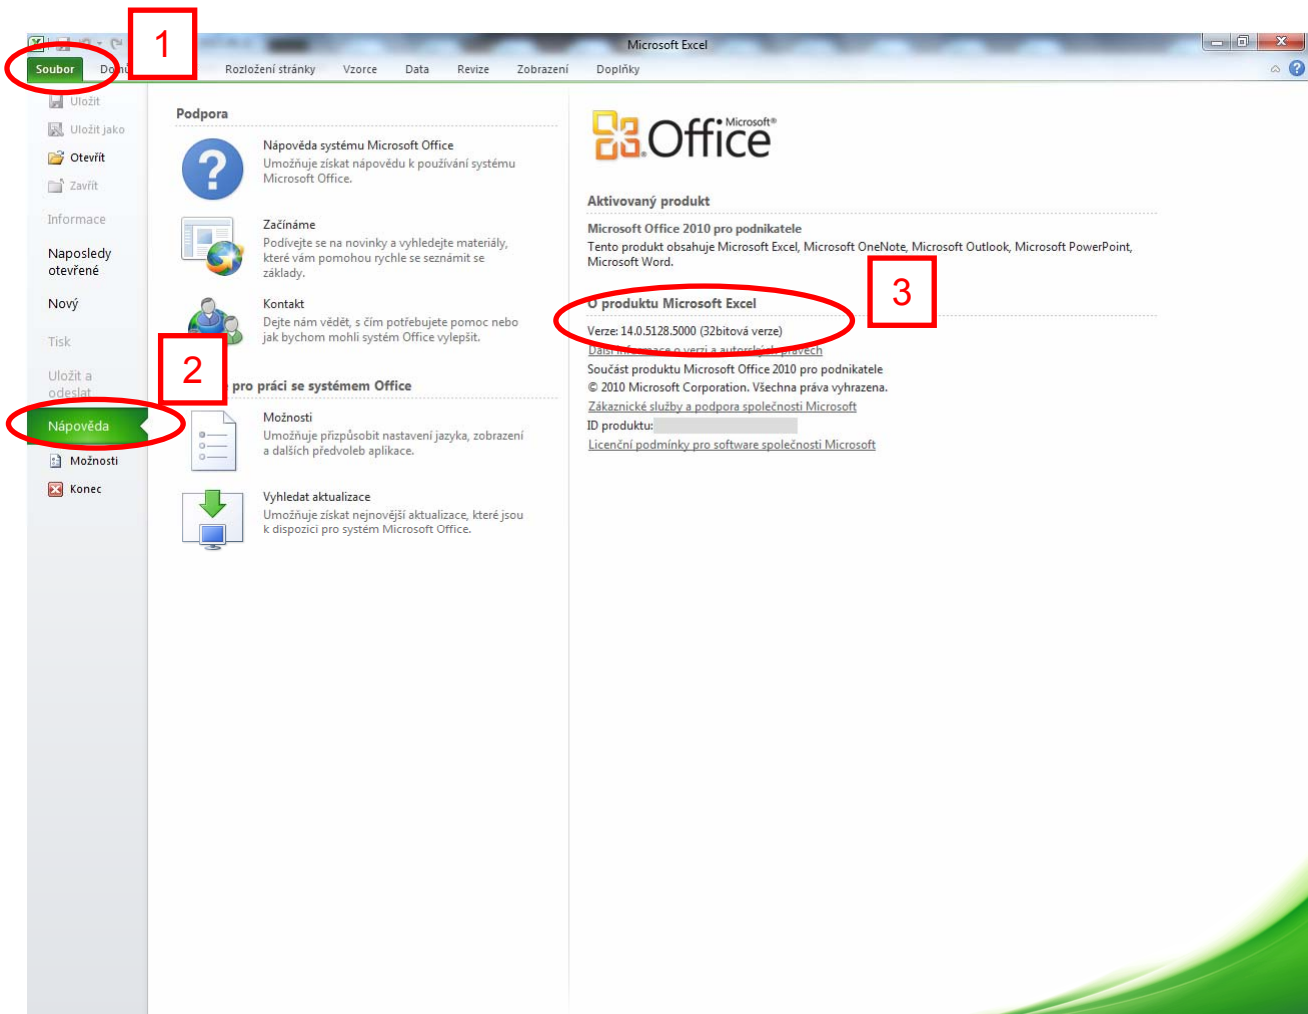 1
Microsoft Excel
Soubor
Rozložení stránky
Vzorce
Data
Revize
Zobrazení
Doplňky
Uložit
Uložit jako
Otevřít
Zavřít
Informace
Naposledy
otevřené
Nový
Tisk
Uložit a
odeslat
2
Nápověda
Možnosti
Konec
Podpora
Nápověda systému Microsoft Office
Umožňuje získat nápovědu k používání systému
Microsoft Office.
Začínáme
Podívejte se na novinky a vyhledejte materiály,
které vám pomohou rychle se seznámit se
základy.
Kontakt
Dejte nám vědět, s čím potřebujete pomoc nebo
jak bychom mohli systém Office vylepšit.
pro práci se systémem Office
Možnosti
Umožňuje přizpůsobit nastavení jazyka, zobrazení
a dalších předvoleb aplikace.
Vyhledat aktualizace
Umožňuje získat nejnovější aktualizace, které jsou
k dispozici pro systém Microsoft Office.
Microsoft®
Office
Aktivovaný produkt
Microsoft Office 2010 pro podnikatele
Tento produkt obsahuje Microsoft Excel, Microsoft OneNote, Microsoft Outlook, Microsoft PowerPoint,
Microsoft Word.
3
O produktu Microsoft Excel
Verze: 14.0.5128.5000 (32bitová verze)
Další informace o verzi a autorských právech
Součást produktu Microsoft Office 2010 pro podnikatele
© 2010 Microsoft Corporation. Všechna práva vyhrazena.
Zákaznické služby a podpora společnosti Microsoft
ID produktu:
Licenční podmínky pro software společnosti Microsoft